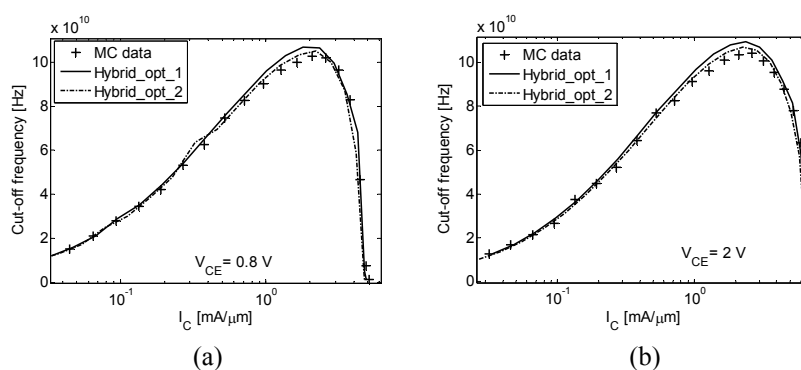 x 10^10
MC data
Hybrid_opt_1
Hybrid_opt_2
Cut-off frequency [Hz]
10
8
6
4
2
0
V_CE = 0.8 V
10^-1
10^0
I_C [mA/μm]
(a)
x 10^10
MC data
Hybrid_opt_1
Hybrid_opt_2
Cut-off frequency [Hz]
10
8
6
4
2
0
V_CE = 2 V
10^-1
10^0
I_C [mA/μm]
(b)